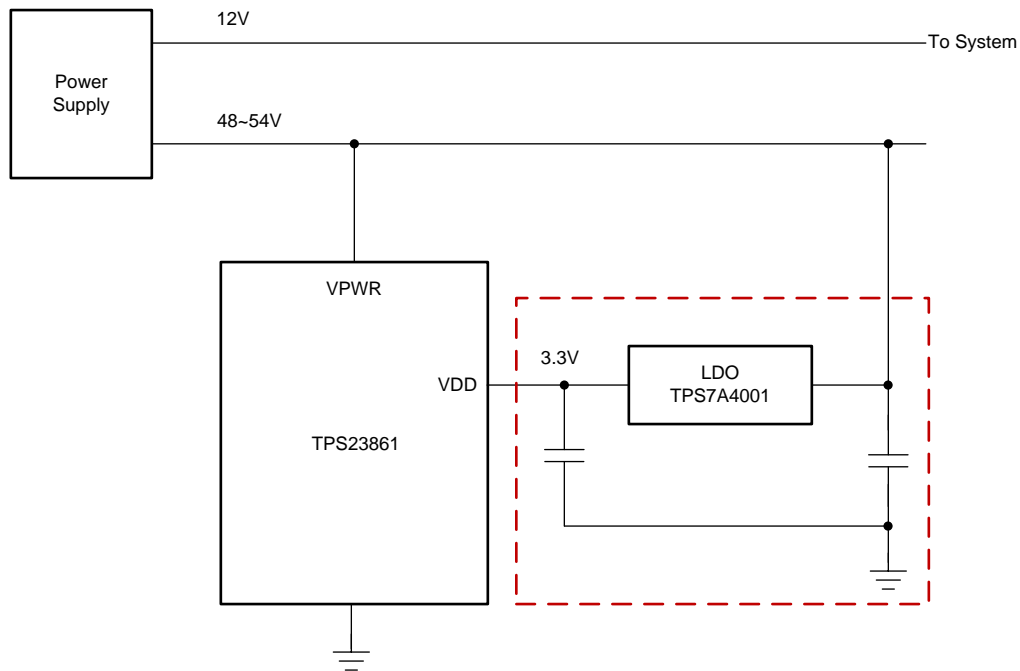 12V
To System
Power
Supply
48~54V
VPWR
3.3V
LDO
TPS7A4001
VDD
TPS23861